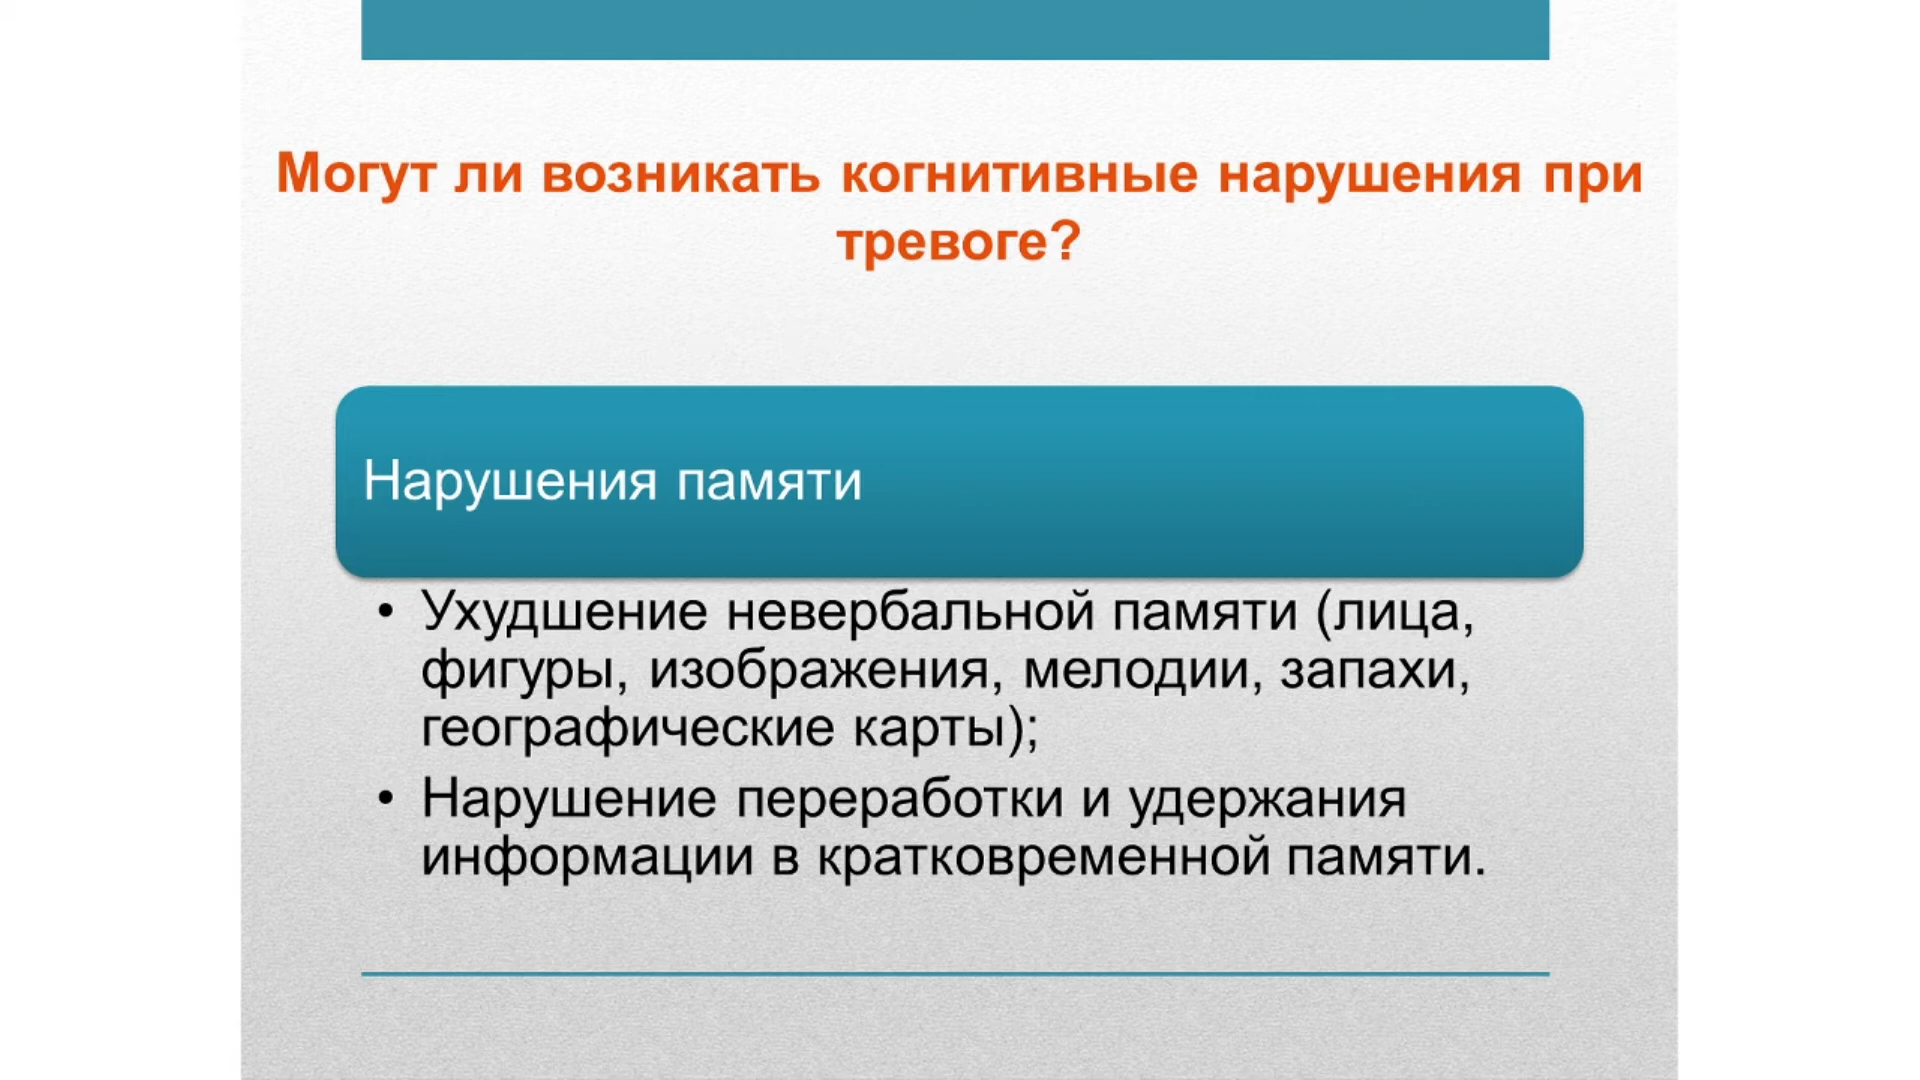 Могут ли возникать когнитивные нарушения при
тревоге?
Нарушения памяти
• Ухудшение невербальной памяти (лица,
фигуры, изображения, мелодии, запахи,
географические карты);
• Нарушение переработки и удержания
информации в кратковременной памяти.